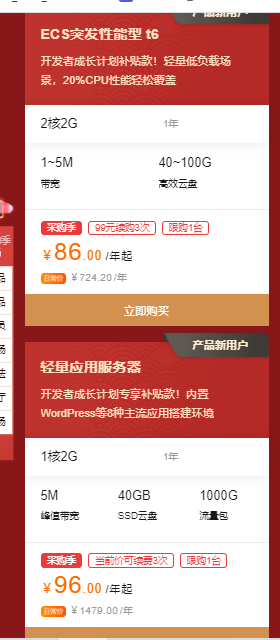 产品新用户
ECS突发性能型 t6
开发者成长计划补贴款！轻量低负载场
景，20%CPU性能轻松覆盖
2核2G 1年
1~5M 40~100G
带宽 高效云盘
采购季 99元续购3次 限购1台
¥86.00/年起
日常价 ¥724.20/年
立即购买
产品新用户
轻量应用服务器
开发者成长计划专享补贴款！内置
WordPress等8种主流应用搭建环境
1核2G 1年
5M 40GB 1000G
峰值带宽 SSD云盘 流量包
采购季 当前价可续费3次 限购1台
¥96.00/年起
日常价 ¥1479.00/年
季
品
品
员
场
法
厅
场